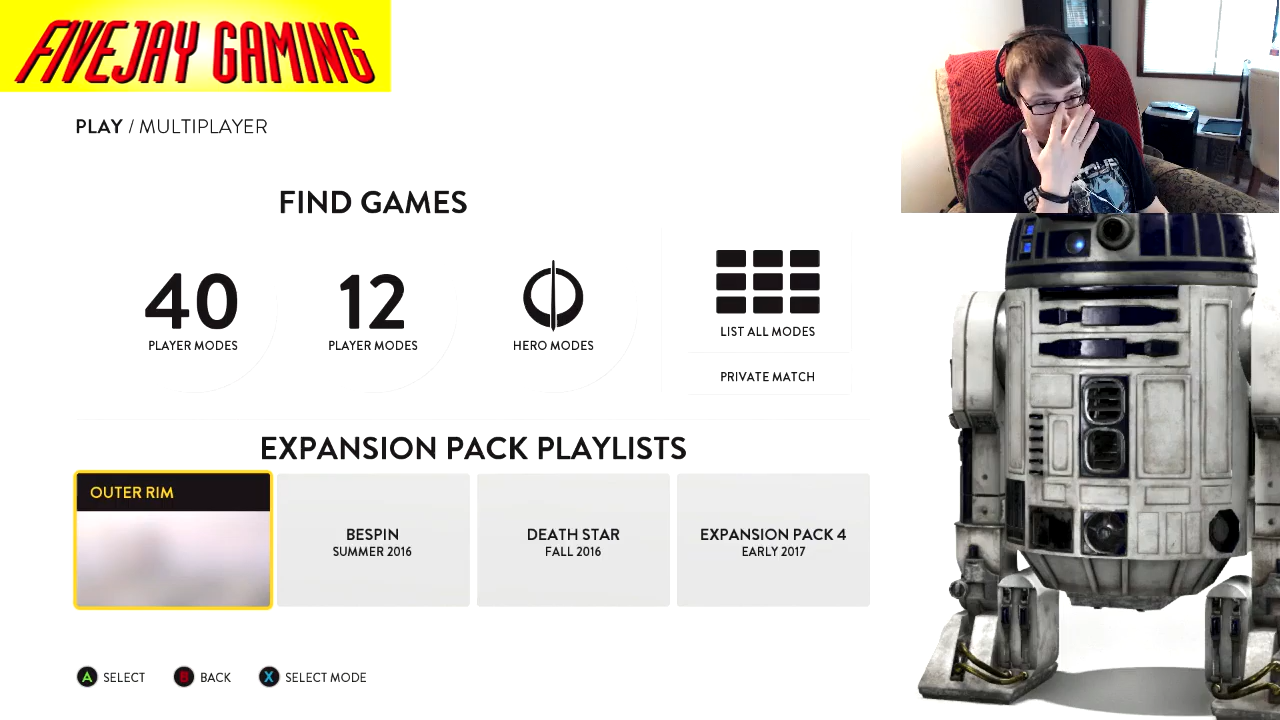 FIVEJAY GAMING
PLAY / MULTIPLAYER
FIND GAMES
40
PLAYER MODES
12
PLAYER MODES
HERO MODES
LIST ALL MODES
PRIVATE MATCH
EXPANSION PACK PLAYLISTS
OUTER RIM
BESPIN
SUMMER 2016
DEATH STAR
FALL 2016
EXPANSION PACK 4
EARLY 2017
A SELECT
B BACK
X SELECT MODE